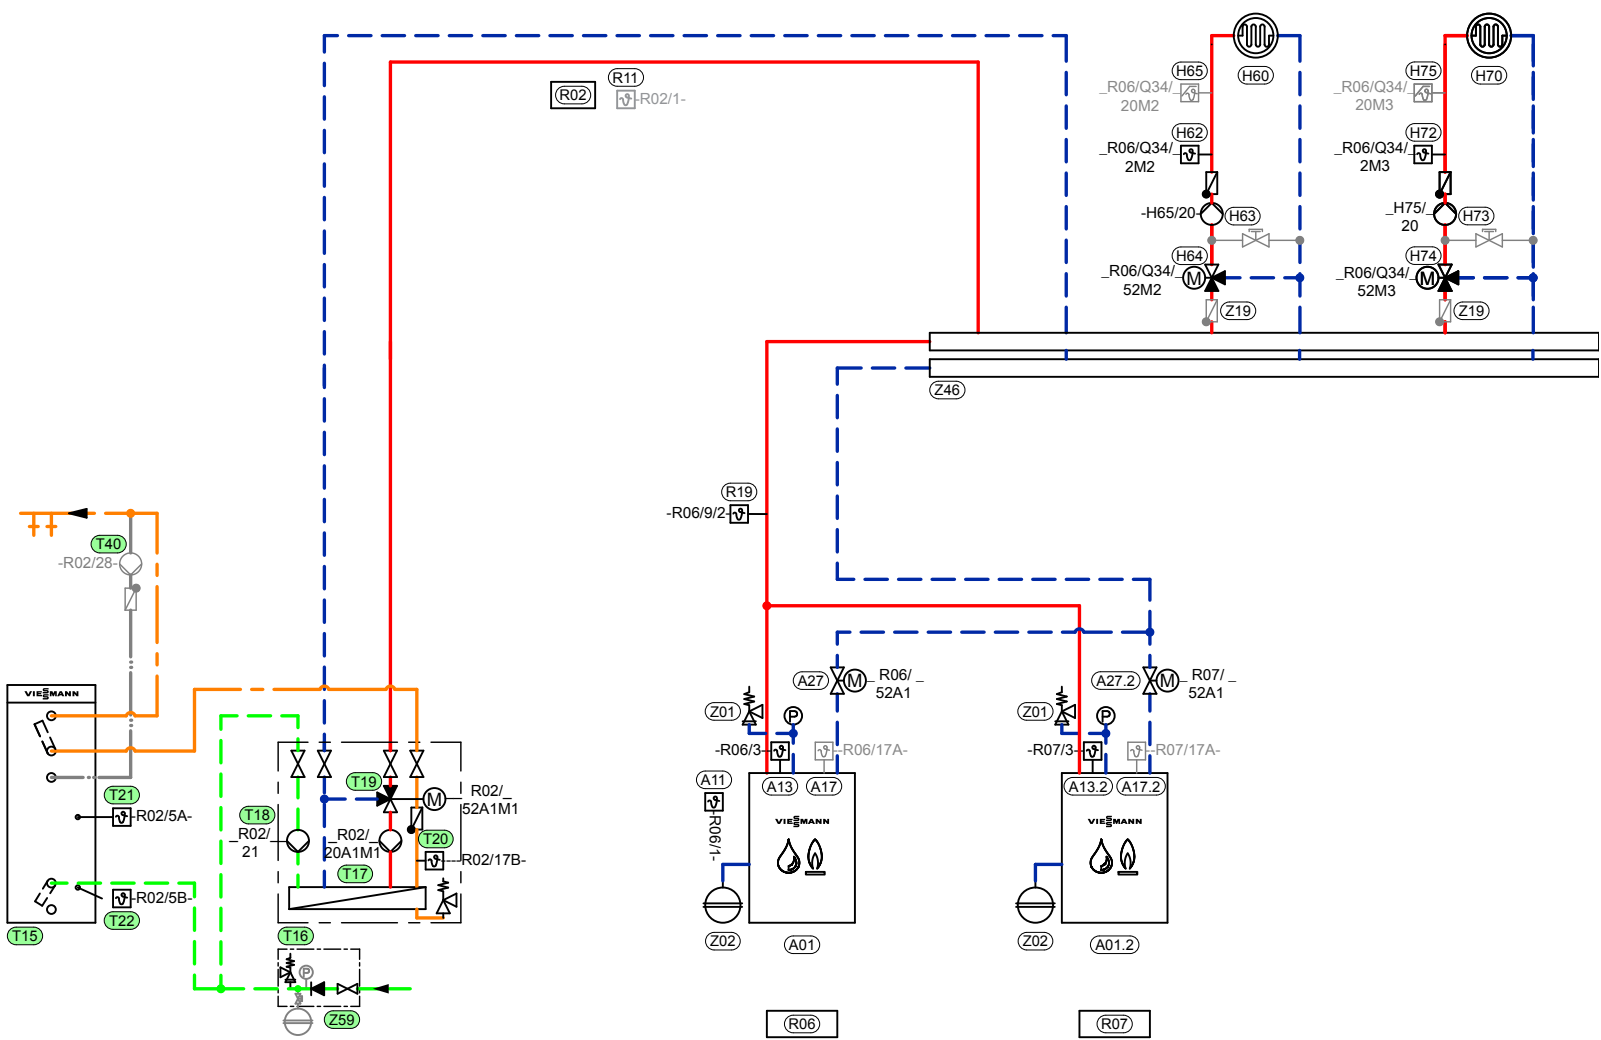 H65
H60
H75
H70
R11
R02
-R02/1-
_R06/Q34/_
20M2
_R06/Q34/_
20M3
H62
_R06/Q34/_
2M2
H72
_R06/Q34/_
2M3
-H65/20-
H63
_H75/
20
H73
H64
_R06/Q34/_
52M2
M
H74
_R06/Q34/_
52M3
M
Z19
Z19
Z46
R19
-R06/9/2-
T40
-R02/28-
A27
M
_ R06/ _
52A1
A27.2
M
_ R07/ _
52A1
VIESMANN
Z01
P
Z01
P
-R06/3-
-R06/17A-
-R07/3-
-R07/17A-
A11
-R06/1-
A13
A17
A13.2
A17.2
T19
M
R02/_
52A1M1
T21
-R02/5A-
T18
_R02/
21
_R02/
20A1M1
T20
-R02/17B-
VIESMANN
VIESMANN
T17
-R02/5B-
T22
T15
T16
P
Z59
Z02
A01
Z02
A01.2
R06
R07